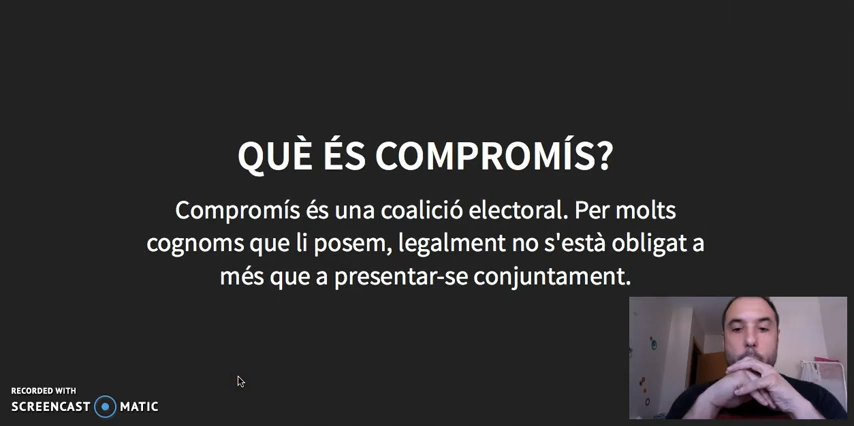 QUÈ ÉS COMPROMÍS?
Compromís és una coalició electoral. Per molts
cognoms que li posem, legalment no s'està obligat a
més que a presentar-se conjuntament.
RECORDED WITH
SCREENCAST MATIC